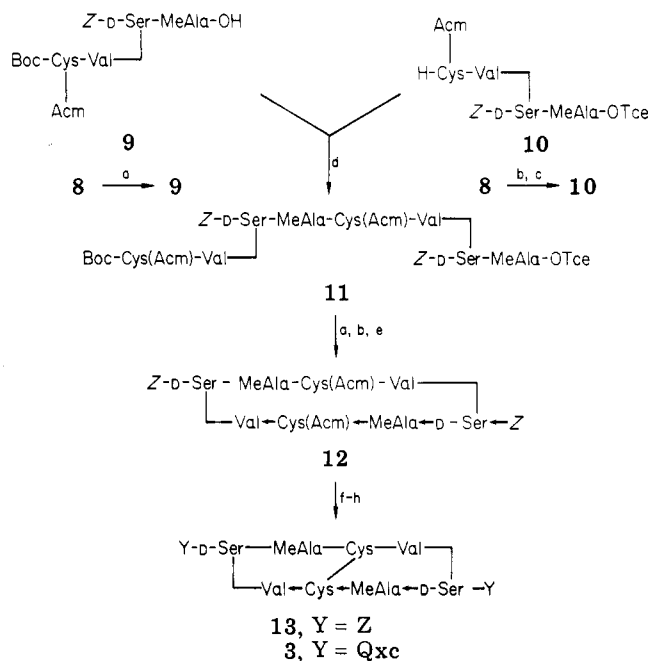 Z-D-Ser-MeAla-OH
Boc-Cys-Val
Acm
9
Acm
H-Cys-Val
Z-D-Ser-MeAla-OTce
10
d
8 a 9
8 b, c 10
Z-D-Ser-MeAla-Cys(Acm)-Val
Boc-Cys(Acm)-Val
Z-D-Ser-MeAla-OTce
11
a, b, e
Z-D-Ser-MeAla-Cys(Acm)-Val
Val←Cys(Acm)←MeAla←D-Ser←Z
12
f-h
Y-D-Ser-MeAla-Cys-Val
Val←Cys←MeAla←D-Ser-Y
13, Y = Z
3, Y = Qxc